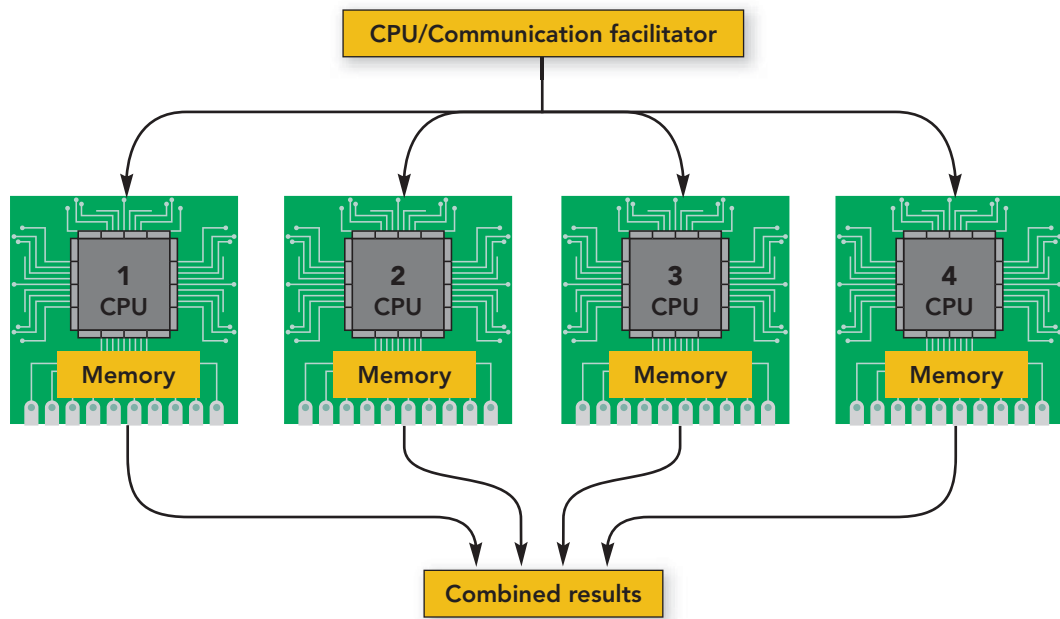 CPU/Communication facilitator
1
CPU
2
CPU
3
CPU
4
CPU
Memory
Memory
Memory
Memory
Combined results